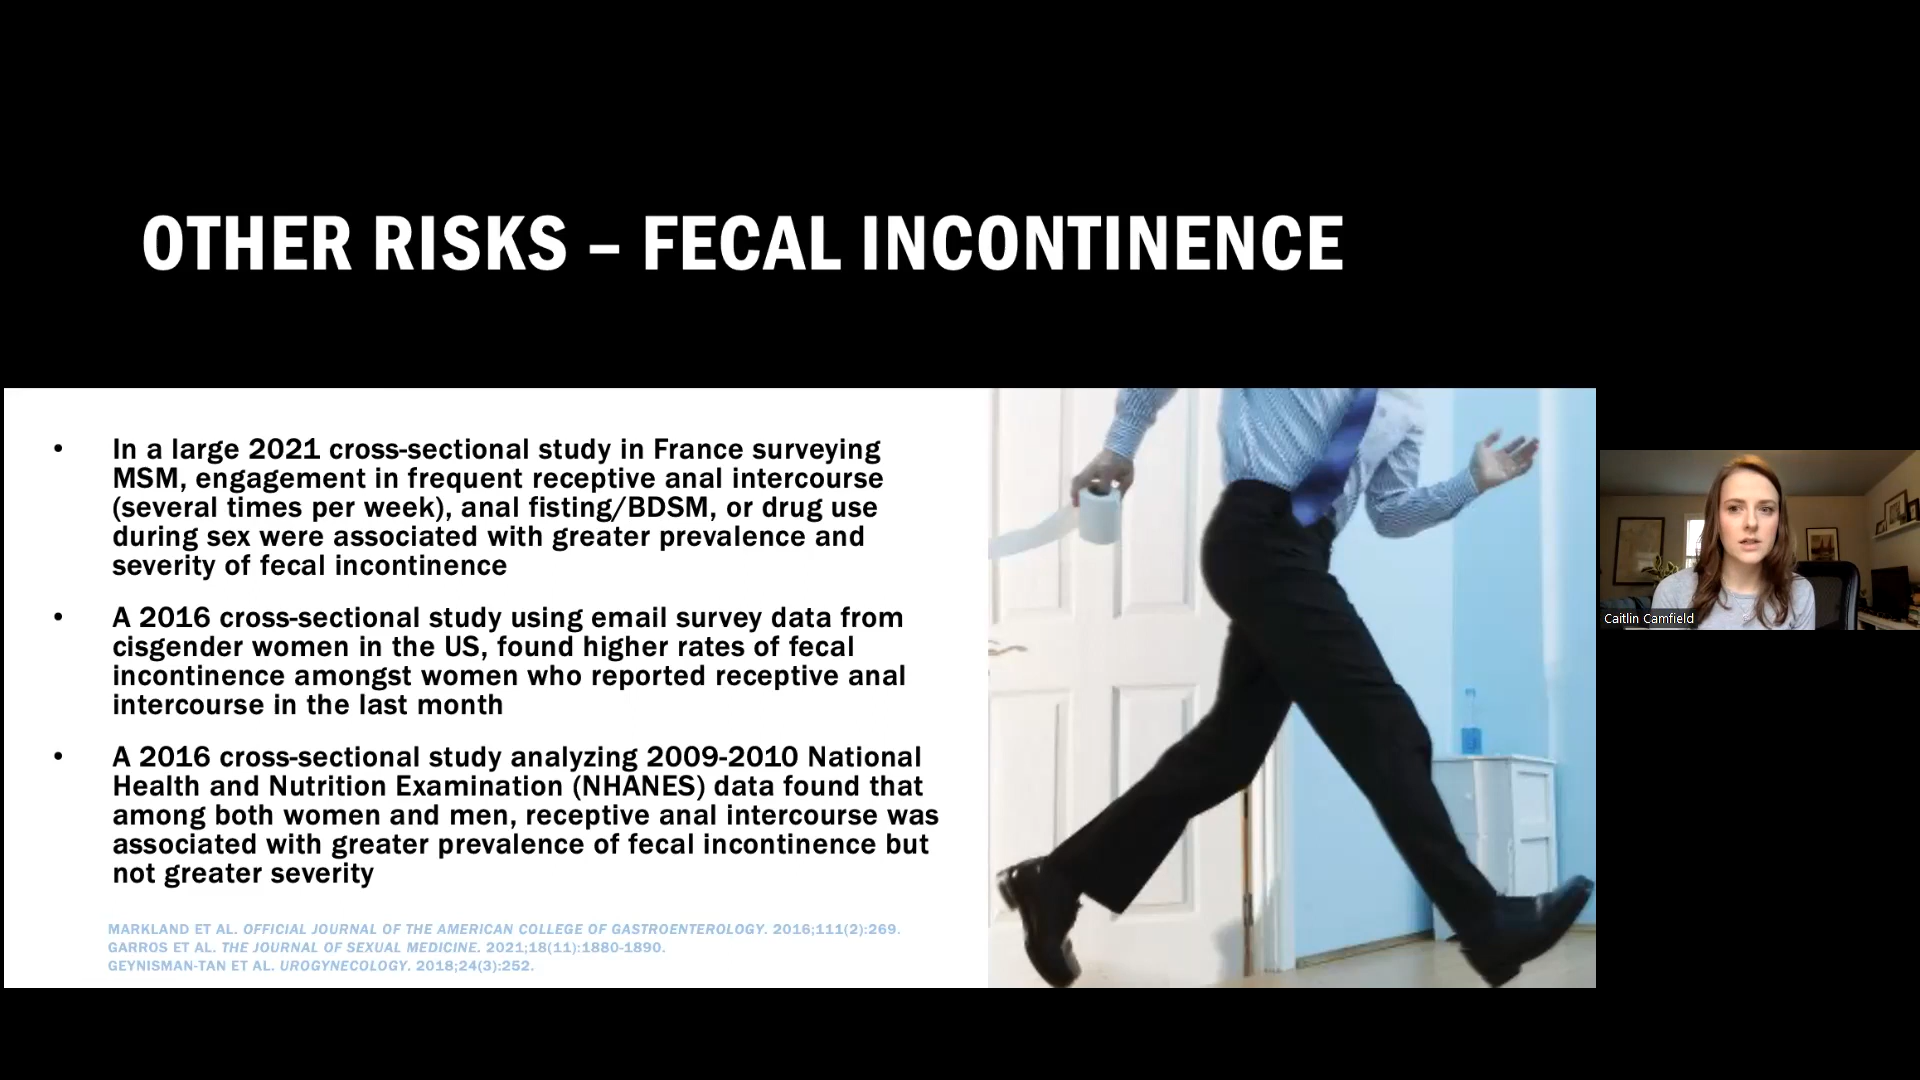 OTHER RISKS – FECAL INCONTINENCE
• In a large 2021 cross-sectional study in France surveying
MSM, engagement in frequent receptive anal intercourse
(several times per week), anal fisting/BDSM, or drug use
during sex were associated with greater prevalence and
severity of fecal incontinence
• A 2016 cross-sectional study using email survey data from
cisgender women in the US, found higher rates of fecal
incontinence amongst women who reported receptive anal
intercourse in the last month
• A 2016 cross-sectional study analyzing 2009-2010 National
Health and Nutrition Examination (NHANES) data found that
among both women and men, receptive anal intercourse was
associated with greater prevalence of fecal incontinence but
not greater severity
MARKLAND ET AL. OFFICIAL JOURNAL OF THE AMERICAN COLLEGE OF GASTROENTEROLOGY. 2016;111(2):269.
GARROS ET AL. THE JOURNAL OF SEXUAL MEDICINE. 2021;18(11):1880-1890.
GEYNISMAN-TAN ET AL. UROGYNECOLOGY. 2018;24(3):252.
Caitlin Camfield